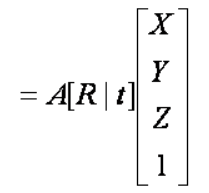 = A[R | t] [X
Y
Z
1]